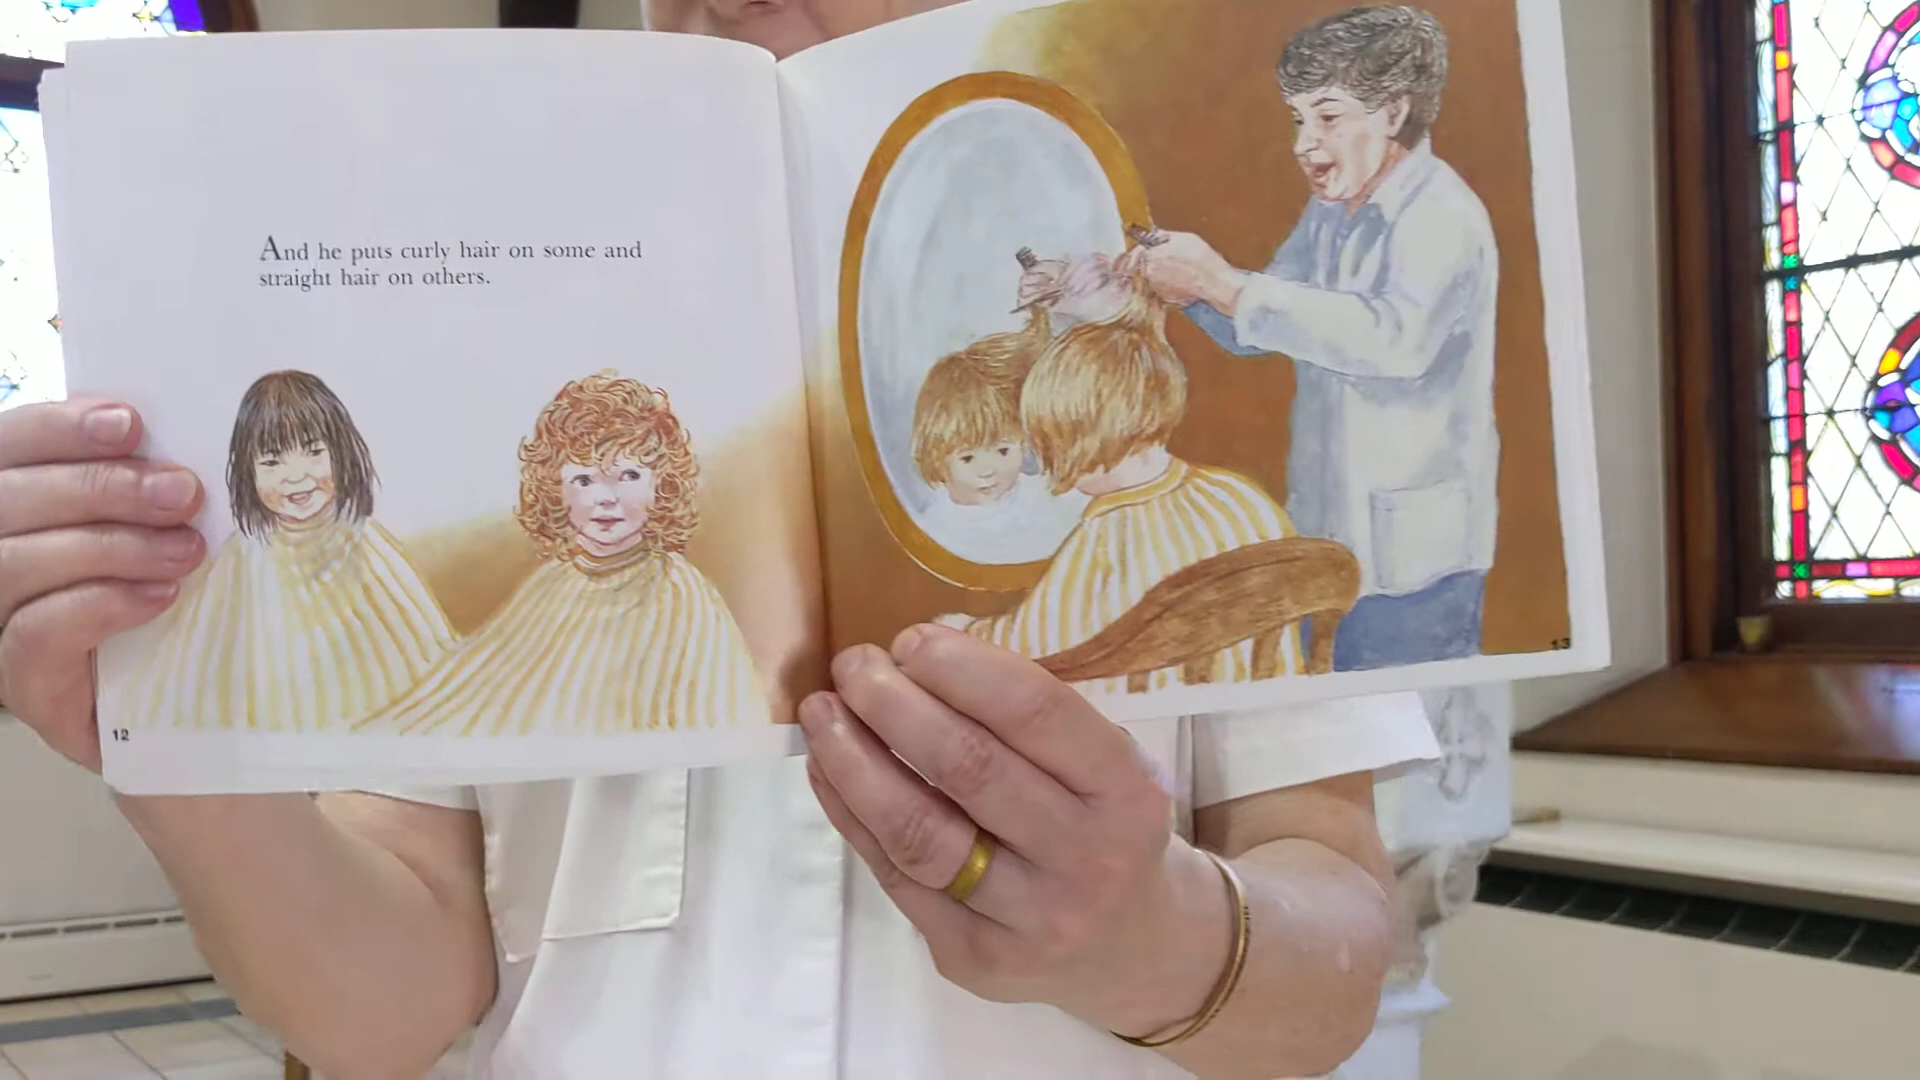 And he puts curly hair on some and
straight hair on others.
12
13